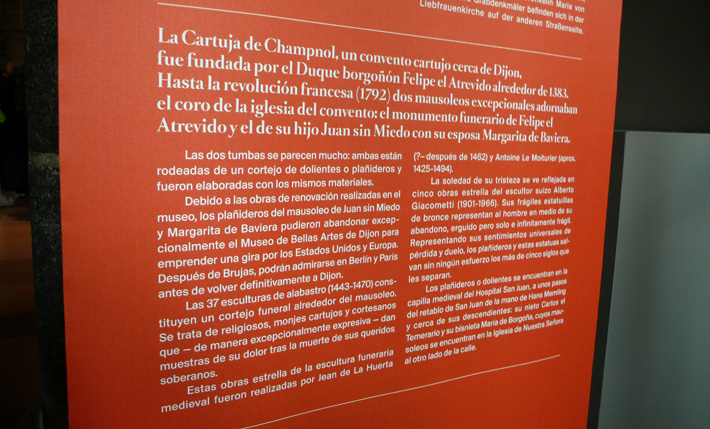 Grabdenkmäler befinden sich in der
Liebfrauenkirche auf der anderen Straßenseite.
La Cartuja de Champnol, un convento cartujo cerca de Dijon,
fue fundada por el Duque borgoñón Felipe el Atrevido alrededor de 1383.
Hasta la revolución francesa (1792) dos mausoleos excepcionales adornaban
el coro de la iglesia del convento: el monumento funerario de Felipe el
Atrevido y el de su hijo Juan sin Miedo con su esposa Margarita de Baviera.
Las dos tumbas se parecen mucho: ambas están
rodeadas de un cortejo de dolientes o plañideros y
fueron elaboradas con los mismos materiales.
Debido a las obras de renovación realizadas en el
museo, los plañideros del mausoleo de Juan sin Miedo
y Margarita de Baviera pudieron abandonar excep-
cionalmente el Museo de Bellas Artes de Dijon para
emprender una gira por los Estados Unidos y Europa.
Después de Brujas, podrán admirarse en Berlín y París
antes de volver definitivamente a Dijon.
Las 37 esculturas de alabastro (1443-1470) cons-
tituyen un cortejo funeral alrededor del mausoleo.
Se trata de religiosos, monjes cartujos y cortesanos
que — de manera excepcionalmente expresiva — dan
muestras de su dolor tras la muerte de sus queridos
soberanos.
Estas obras estrella de la escultura funeraria
medieval fueron realizadas por Jean de La Huerta
(?– después de 1462) y Antoine Le Moiturier (aprox.
1425-1494).
La soledad de su tristeza se ve reflejada en
cinco obras estrella del escultor suizo Alberto
Giacometti (1901-1966). Sus frágiles estatuillas
de bronce representan al hombre en medio de su
abandono, erguido pero solo e infinitamente frágil.
Representando sus sentimientos universales de
pérdida y duelo, los plañideros y estas estatuas sal-
van sin ningún esfuerzo los más de cinco siglos que
les separan.
Los plañideros o dolientes se encuentran en la
capilla medieval del Hospital San Juan, a unos pasos
del retablo de San Juan de la mano de Hans Memling
y cerca de sus descendientes: su nieto Carlos el
Temerario y su bisnieta María de Borgoña, cuyos mau-
soleos se encuentran en la Iglesia de Nuestra Señora
al otro lado de la calle.